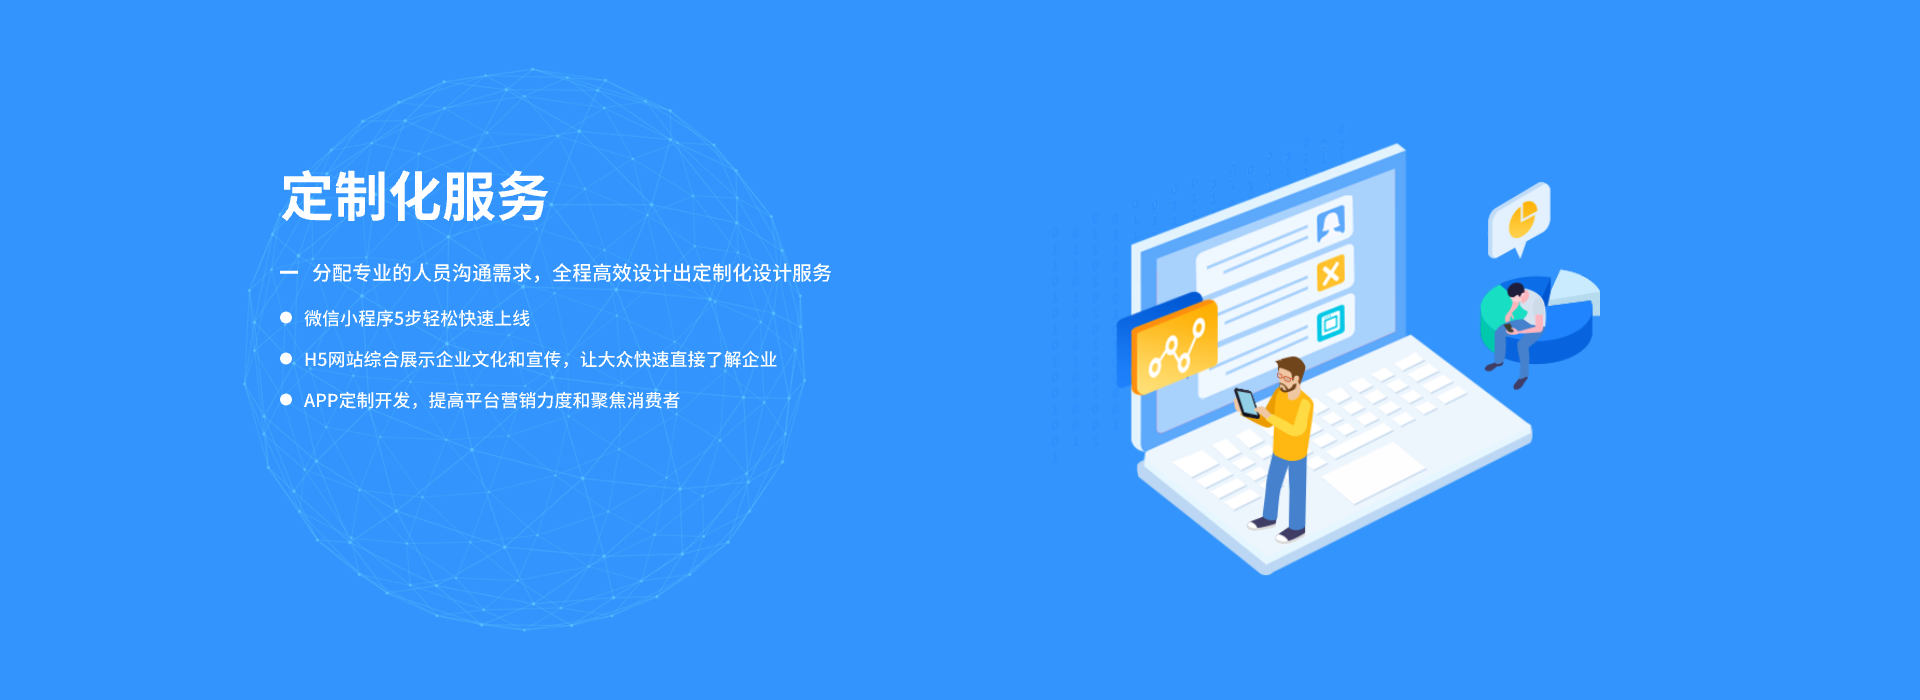 定制化服务
— 分配专业的人员沟通需求，全程高效设计出定制化设计服务
● 微信小程序5步轻松快速上线
● H5网站综合展示企业文化和宣传，让大众快速直接了解企业
● APP定制开发，提高平台营销力度和聚焦消费者